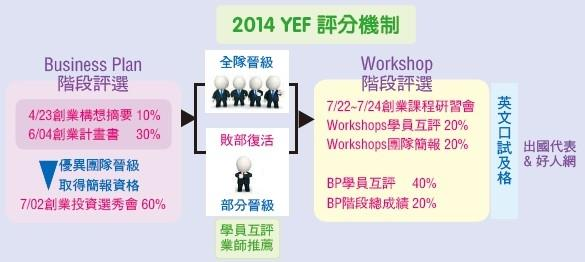 2014 YEF 評分機制
Business Plan
階段評選
4/23創業構想摘要 10%
6/04創業計畫書 30%
優異團隊晉級
取得簡報資格
7/02創業投資選秀會 60%
全隊晉級
敗部復活
部分晉級
學員互評
業師推薦
Workshop
階段評選
7/22~7/24創業課程研習會
Workshops學員互評 20%
Workshops團隊簡報 20%
BP學員互評 40%
BP階段總成績 20%
英文口試及格
出國代表
& 好人網